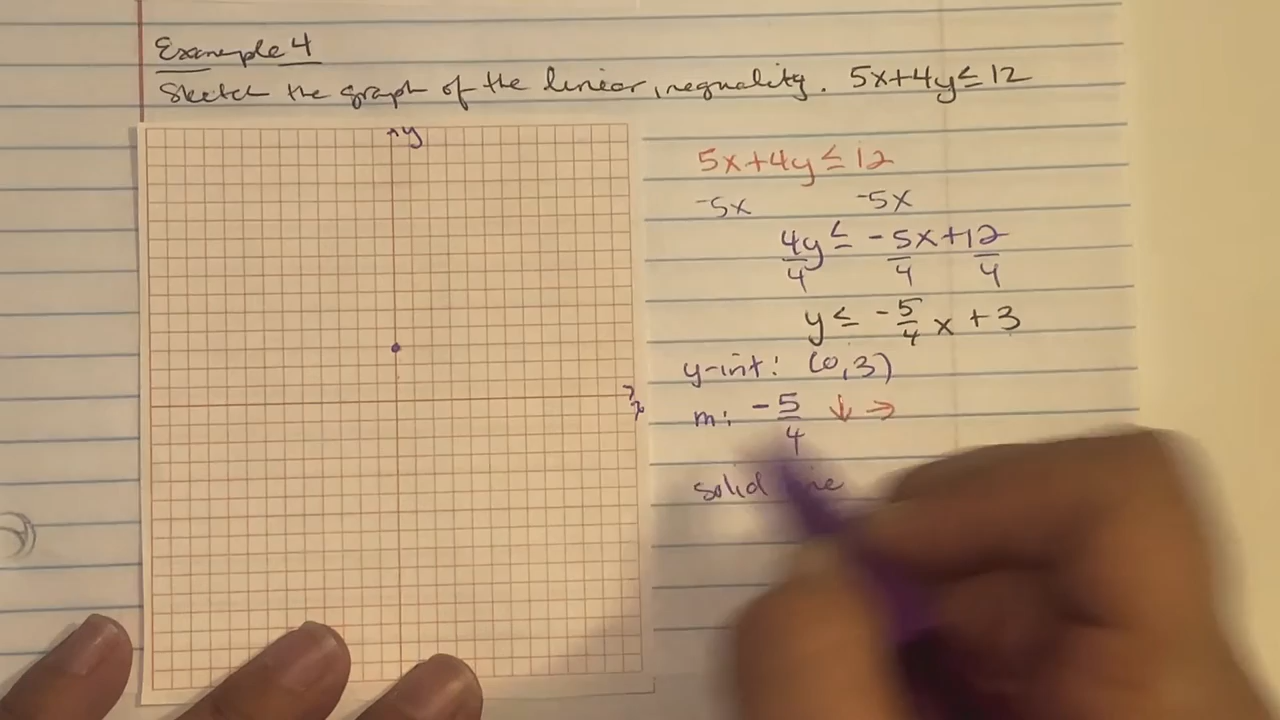 Example 4
Sketch the graph of the linear inequality. 5x+4y≤12
y
x
5x+4y≤12
-5x -5x
4y ≤ -5x+12
4 4 4
y ≤ -5/4 x + 3
y-int: (0,3)
m: -5/4 ↓ →
solid